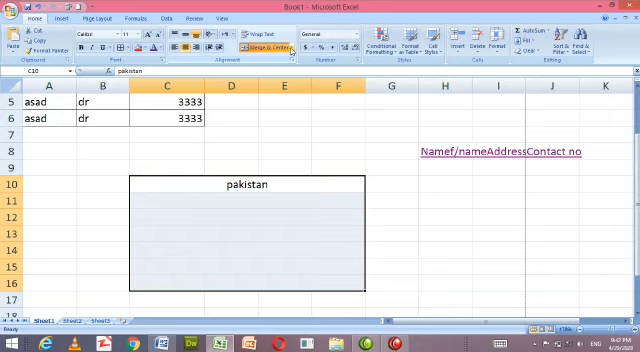 Book1 - Microsoft Excel
Home Insert Page Layout Formulas Data Review View
Cut
Copy
Format Painter
Paste
Clipboard
Calibri 11
B I U
Font
Wrap Text
Merge & Center
Alignment
General
Number
Conditional Formatting
Format as Table
Cell Styles
Styles
Insert Delete Format
Cells
AutoSum
Fill
Clear
Sort & Filter
Find & Select
Editing
C10 fx pakistan
A B C D E F G H I J K
5 asad dr 3333
6 asad dr 3333
7
8 Namef/nameAddressContact no
9
10 pakistan
11
12
13
14
15
16
17
18
Sheet1 Sheet2 Sheet3
Ready 178%
9:42 PM
4/29/2020